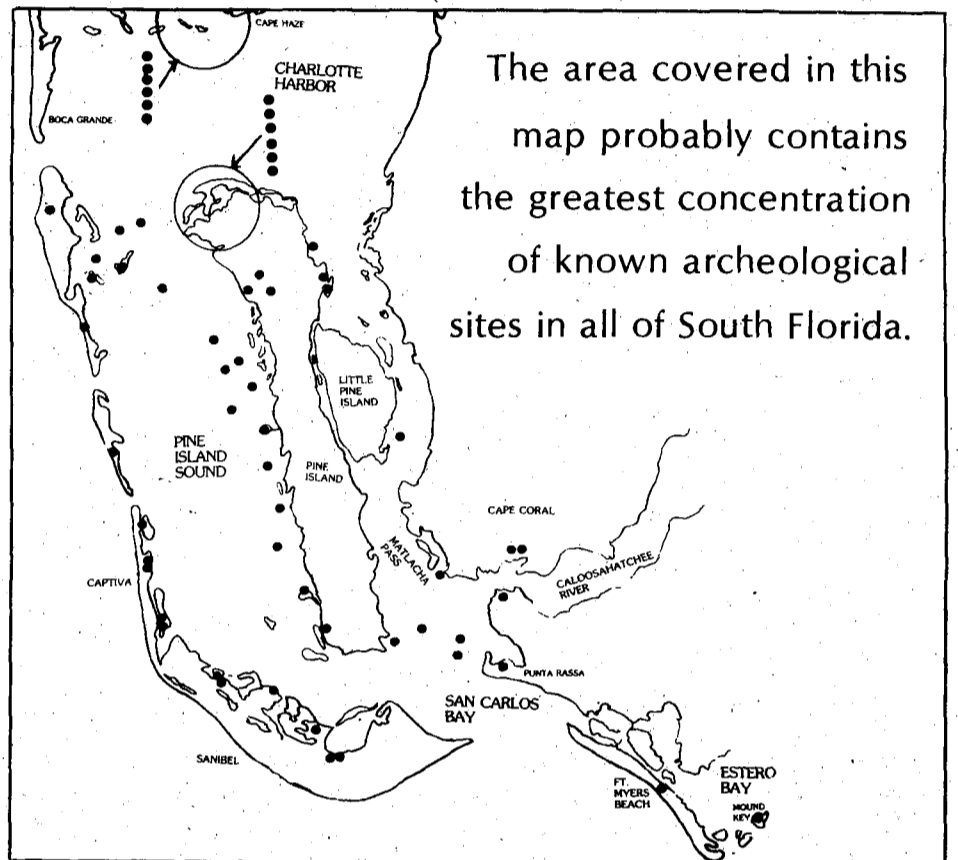 CAPE HAZE
CHARLOTTE
HARBOR
BOCA GRANDE
The area covered in this
map probably contains
the greatest concentration
of known archeological
sites in all of South Florida.
LITTLE
PINE
ISLAND
PINE
ISLAND
SOUND
PINE
ISLAND
CAPE CORAL
MATLACHA
PASS
CALOOSAHATCHEE
RIVER
CAPTIVA
PUNTA RASSA
SAN CARLOS
BAY
SANIBEL
FT.
MYERS
BEACH
ESTERO
BAY
MOUND
KEY